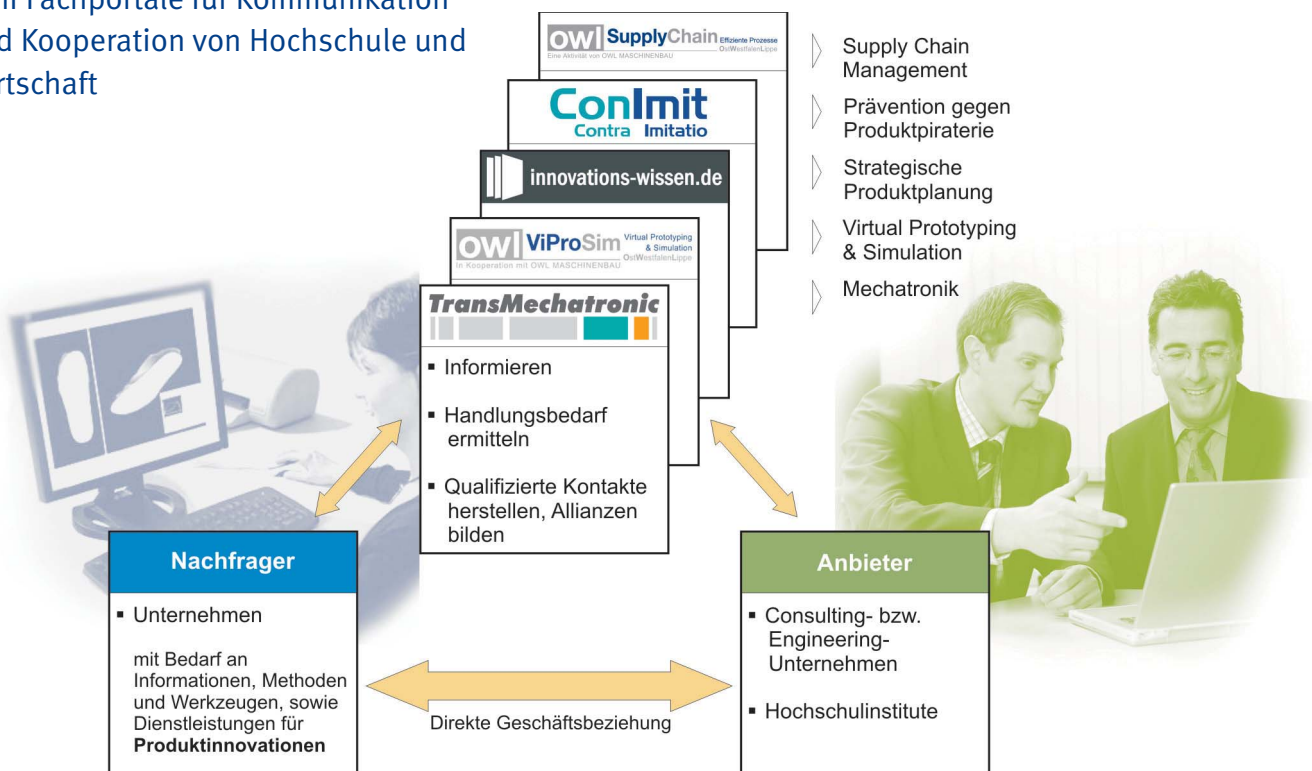 Fachportale für Kommunikation
Kooperation von Hochschule und
OWL SupplyChain Effiziente Prozesse
OstWestfalenLippe
Eine Aktivität von OWL MASCHINENBAU
ConImit
Contra Imitatio
innovations-wissen.de
OWL ViProSim Virtual Prototyping
& Simulation
OstWestfalenLippe
In Kooperation mit OWL MASCHINENBAU
TransMechatronic
▪ Informieren
▪ Handlungsbedarf
ermitteln
▪ Qualifizierte Kontakte
herstellen, Allianzen
bilden
Supply Chain
Management
Prävention gegen
Produktpiraterie
Strategische
Produktplanung
Virtual Prototyping
& Simulation
Mechatronik
Nachfrager
▪ Unternehmen
mit Bedarf an
Informationen, Methoden
und Werkzeugen, sowie
Dienstleistungen für
Produktinnovationen
Direkte Geschäftsbeziehung
Anbieter
▪ Consulting- bzw.
Engineering-
Unternehmen
▪ Hochschulinstitute